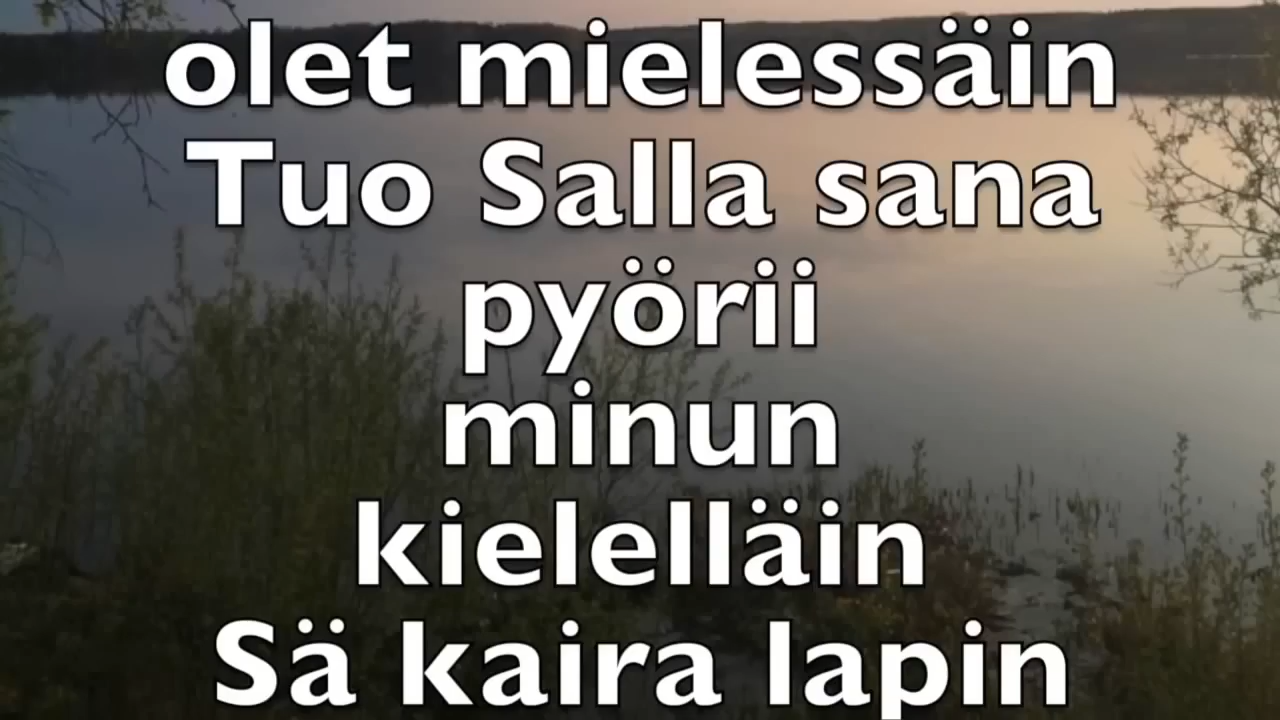 olet mielessäin
Tuo Salla sana
pyörii
minun
kielelläin
Sä kaira lapin